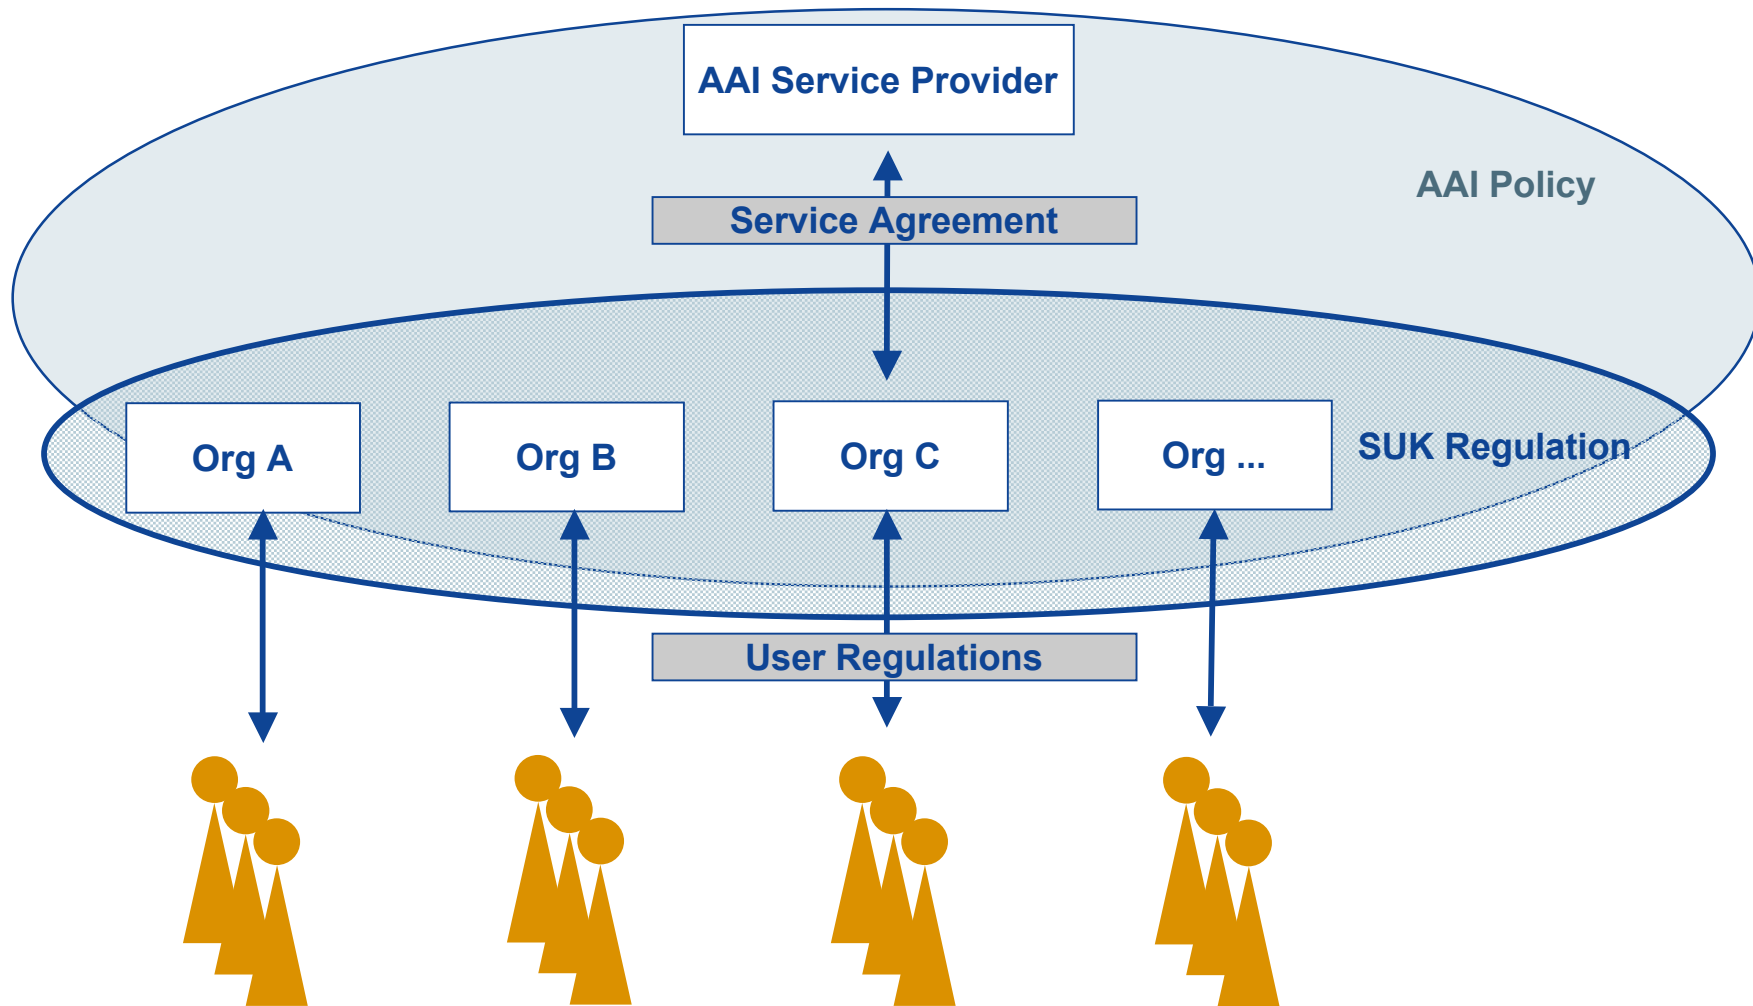 AAI Service Provider
AAI Policy
Service Agreement
Org A
Org B
Org C
Org ...
SUK Regulation
User Regulations